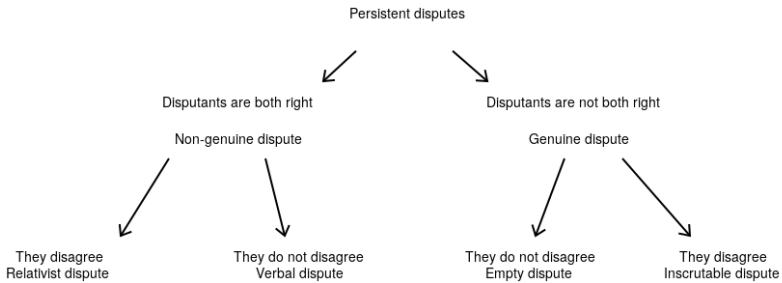 Persistent disputes
Disputants are both right
Disputants are not both right
Non-genuine dispute
Genuine dispute
They disagree
Relativist dispute
They do not disagree
Verbal dispute
They do not disagree
Empty dispute
They disagree
Inscrutable dispute